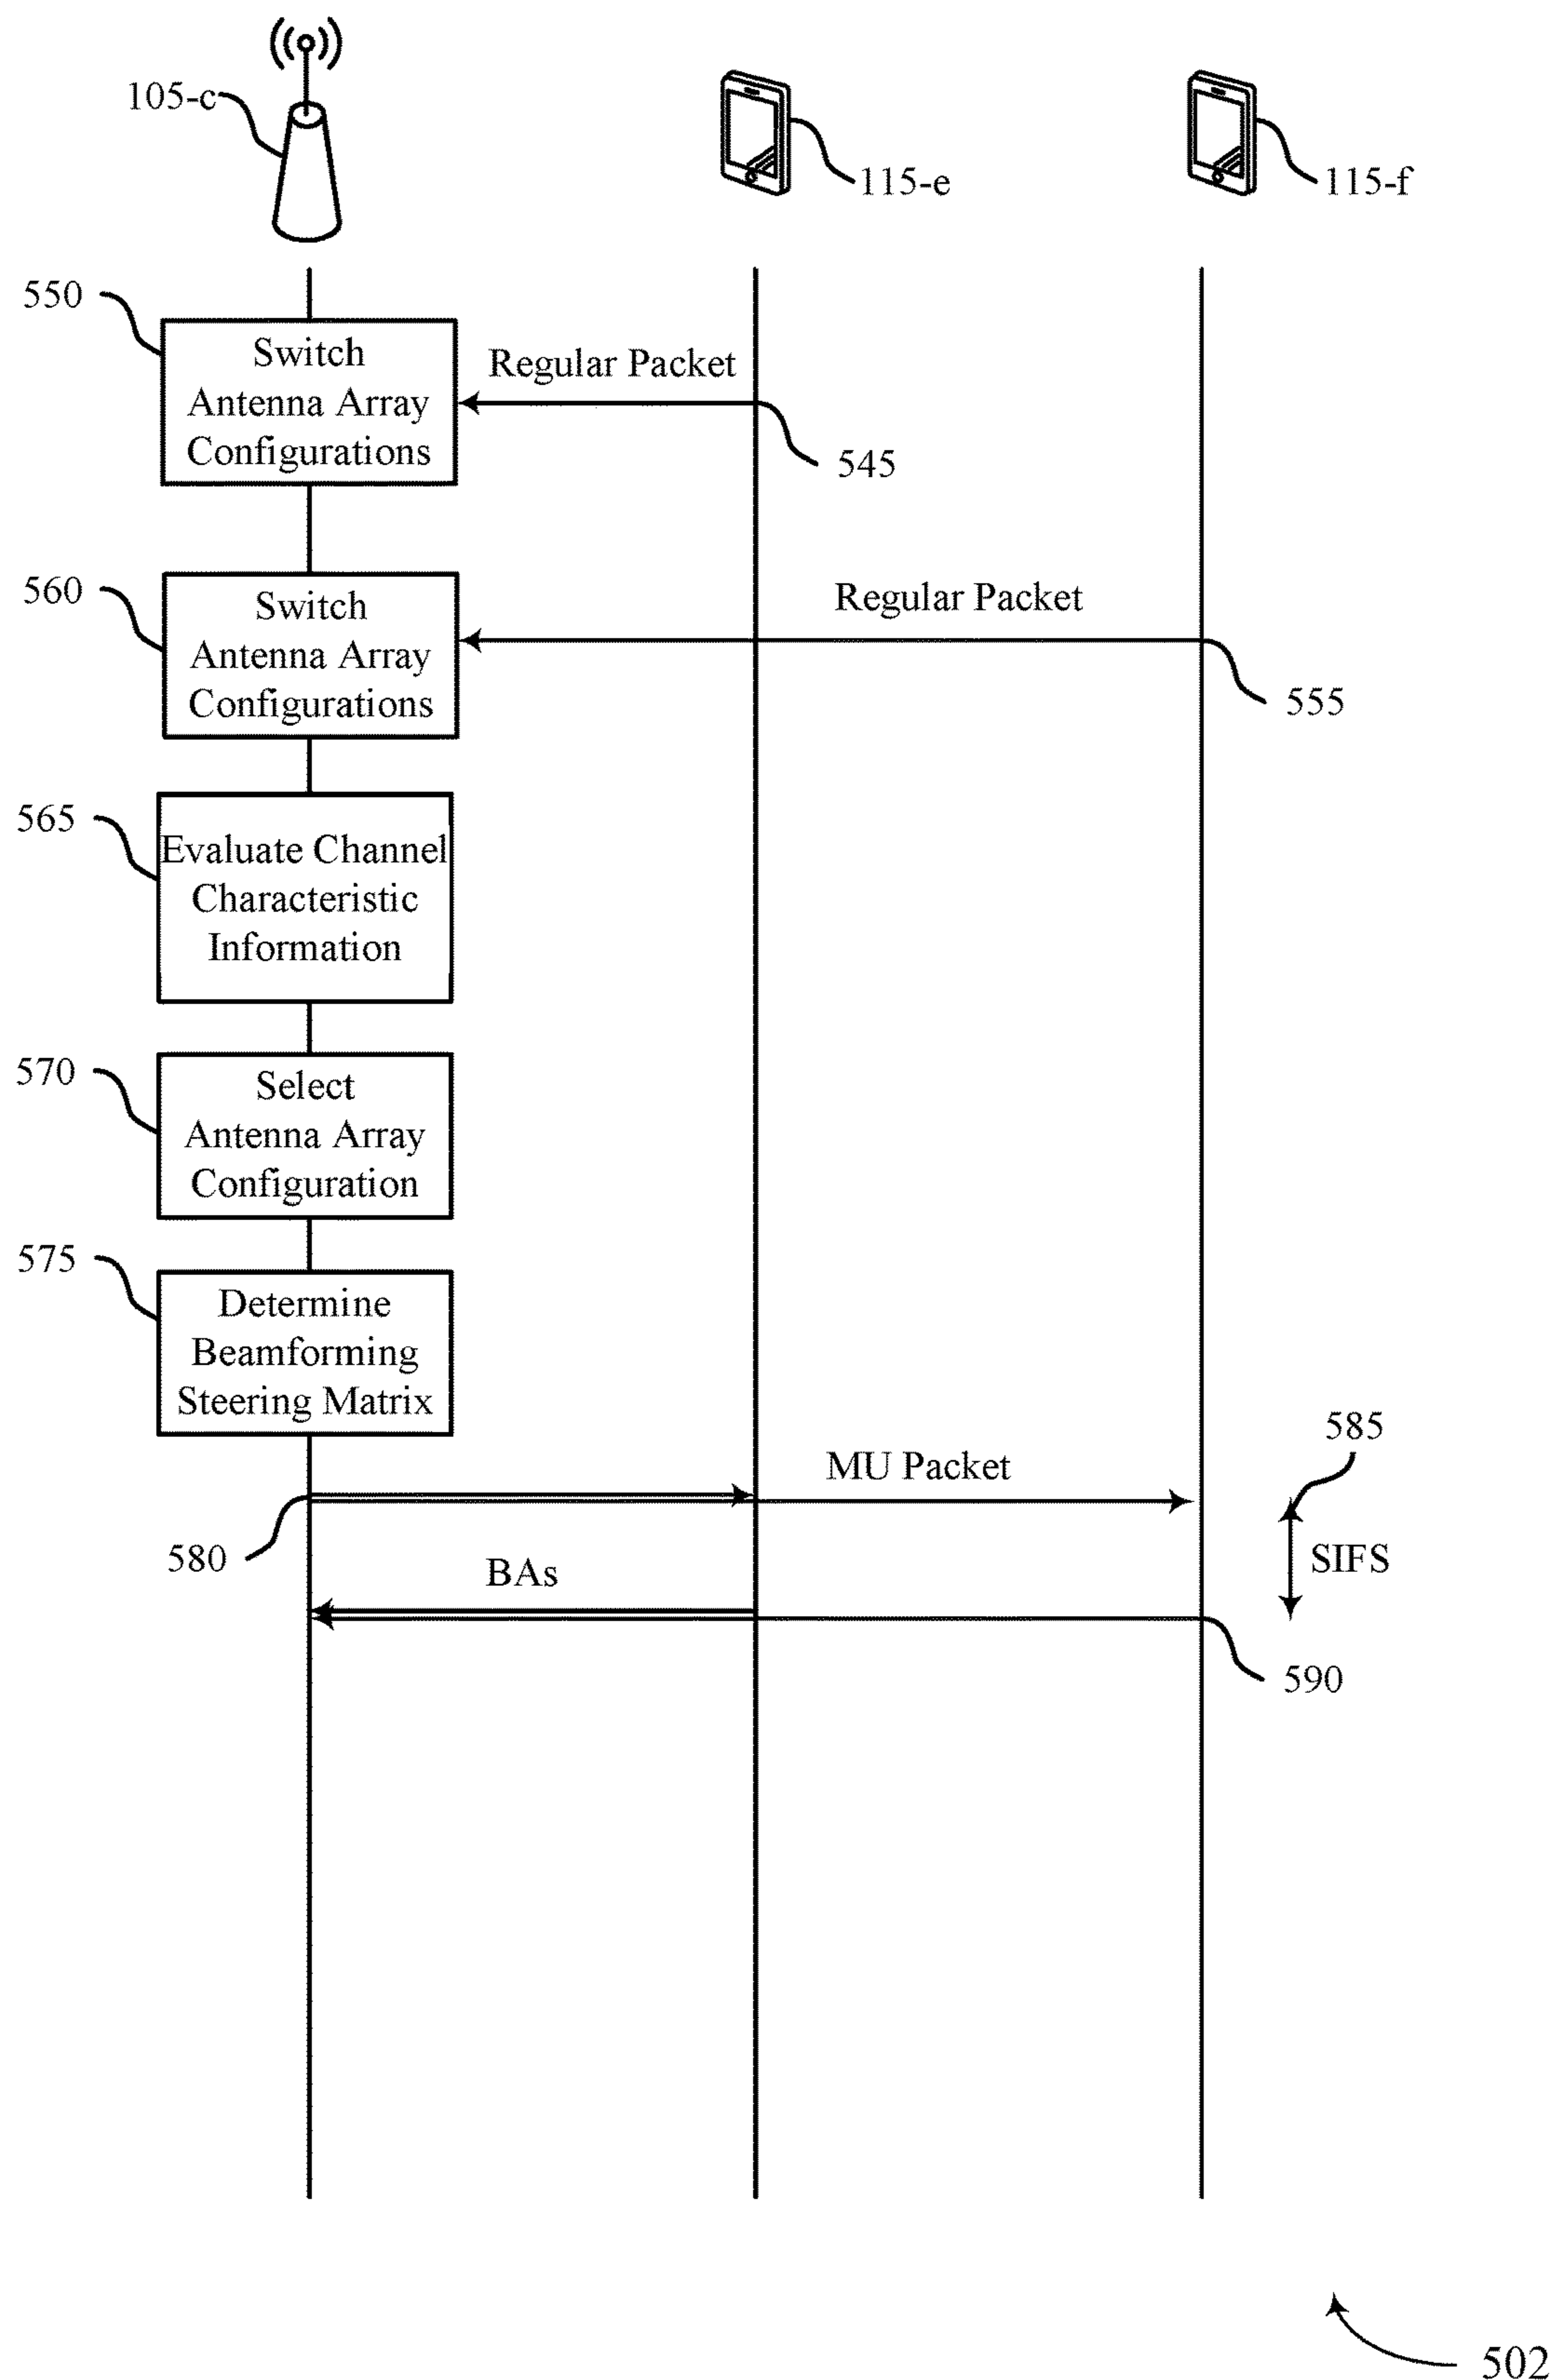 105-c
115-e
115-f
550
Switch
Antenna Array
Configurations
Regular Packet
545
560
Switch
Antenna Array
Configurations
Regular Packet
555
565
Evaluate Channel
Characteristic
Information
570
Select
Antenna Array
Configuration
575
Determine
Beamforming
Steering Matrix
585
MU Packet
580
SIFS
BAs
590
502